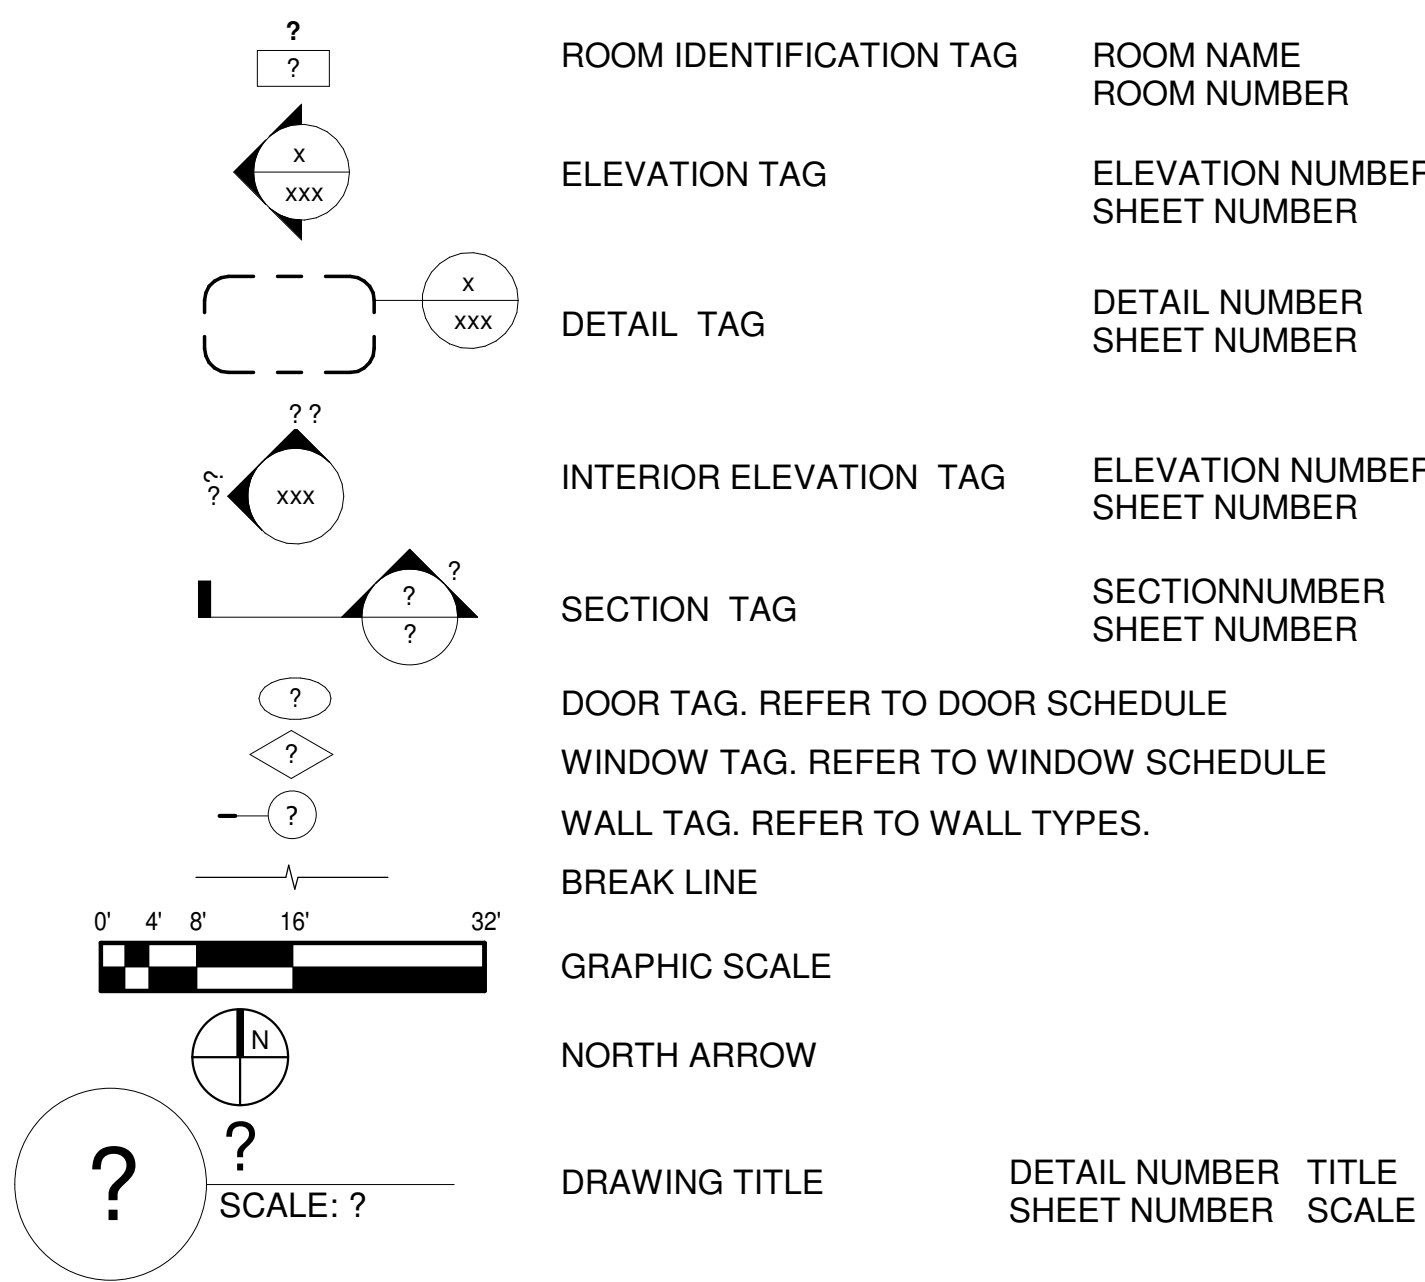 ?
? ROOM IDENTIFICATION TAG ROOM NAME
ROOM NUMBER
x
xxx ELEVATION TAG ELEVATION NUMBER
SHEET NUMBER
x
xxx DETAIL TAG DETAIL NUMBER
SHEET NUMBER
? ?
? ?
xxx INTERIOR ELEVATION TAG ELEVATION NUMBER
SHEET NUMBER
?
?
? SECTION TAG SECTIONNUMBER
SHEET NUMBER
? DOOR TAG. REFER TO DOOR SCHEDULE
? WINDOW TAG. REFER TO WINDOW SCHEDULE
? WALL TAG. REFER TO WALL TYPES.
BREAK LINE
0' 4' 8' 16' 32'
GRAPHIC SCALE
N NORTH ARROW
?
? DRAWING TITLE DETAIL NUMBER TITLE
SCALE: ? SHEET NUMBER SCALE